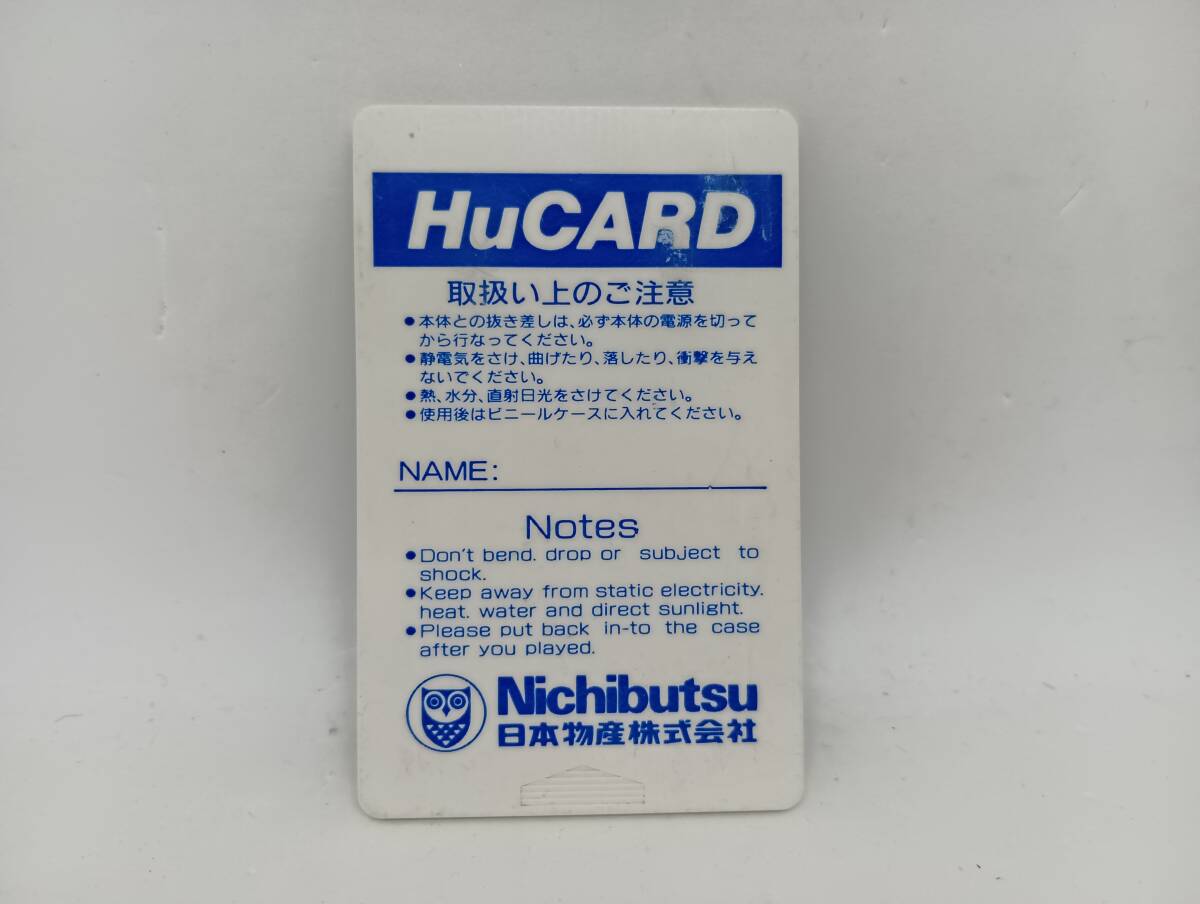 HuCARD
取扱い上のご注意
●本体との抜き差しは、必ず本体の電源を切って
から行なってください。
●静電気をさけ、曲げたり、落したり、衝撃を与え
ないでください。
●熱、水分、直射日光をさけてください。
●使用後はビニールケースに入れてください。
NAME:
Notes
●Don't bend. drop or subject to
shock.
●Keep away from static electricity.
heat. water and direct sunlight.
●Please put back in-to the case
after you played.
Nichibutsu
日本物産株式会社